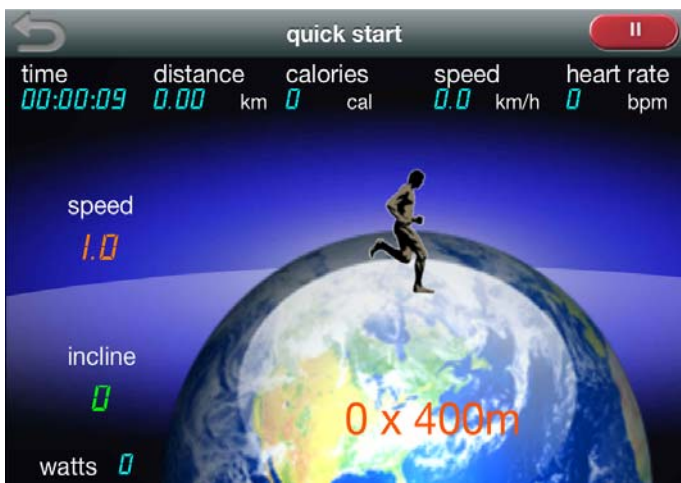 quick start
time distance calories speed heart rate
00:00:09 0.00 km 0 cal 0.0 km/h 0 bpm
speed
1.0
incline
0
0 x 400m
watts 0